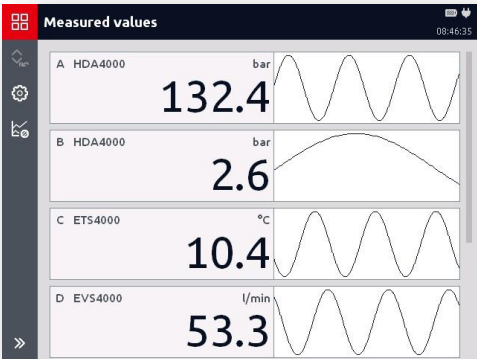 Measured values
08:46:35
A HDA4000 bar
132.4
B HDA4000 bar
2.6
C ETS4000 °C
10.4
D EVS4000 l/min
53.3